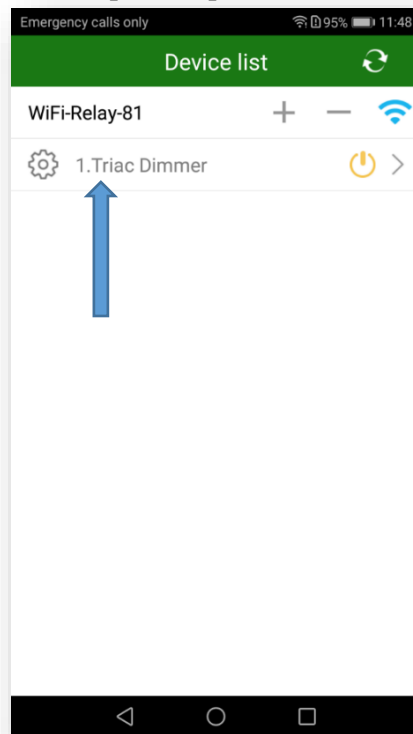 Emergency calls only 95% 11:48
Device list
WiFi-Relay-81
1.Triac Dimmer